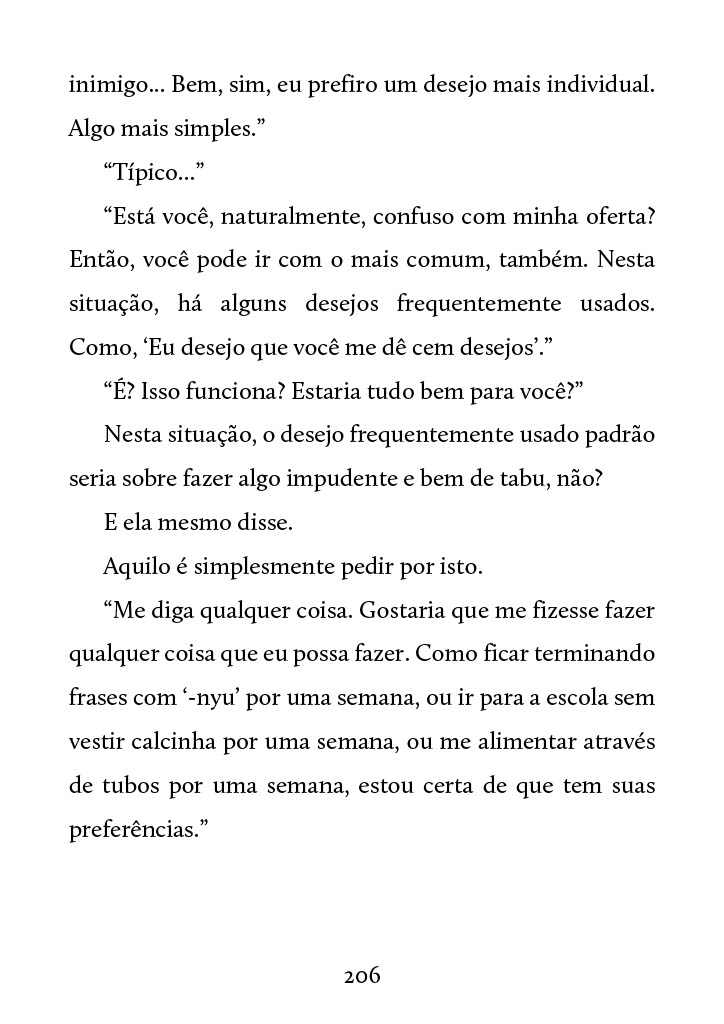 inimigo... Bem, sim, eu prefiro um desejo mais individual.
Algo mais simples.”
“Típico...”
“Está você, naturalmente, confuso com minha oferta?
Então, você pode ir com o mais comum, também. Nesta
situação, há alguns desejos frequentemente usados.
Como, ‘Eu desejo que você me dê cem desejos’.”
“É? Isso funciona? Estaria tudo bem para você?”
Nesta situação, o desejo frequentemente usado padrão
seria sobre fazer algo impudente e bem de tabu, não?
E ela mesmo disse.
Aquilo é simplesmente pedir por isto.
“Me diga qualquer coisa. Gostaria que me fizesse fazer
qualquer coisa que eu possa fazer. Como ficar terminando
frases com ‘-nyu’ por uma semana, ou ir para a escola sem
vestir calcinha por uma semana, ou me alimentar através
de tubos por uma semana, estou certa de que tem suas
preferências.”
206